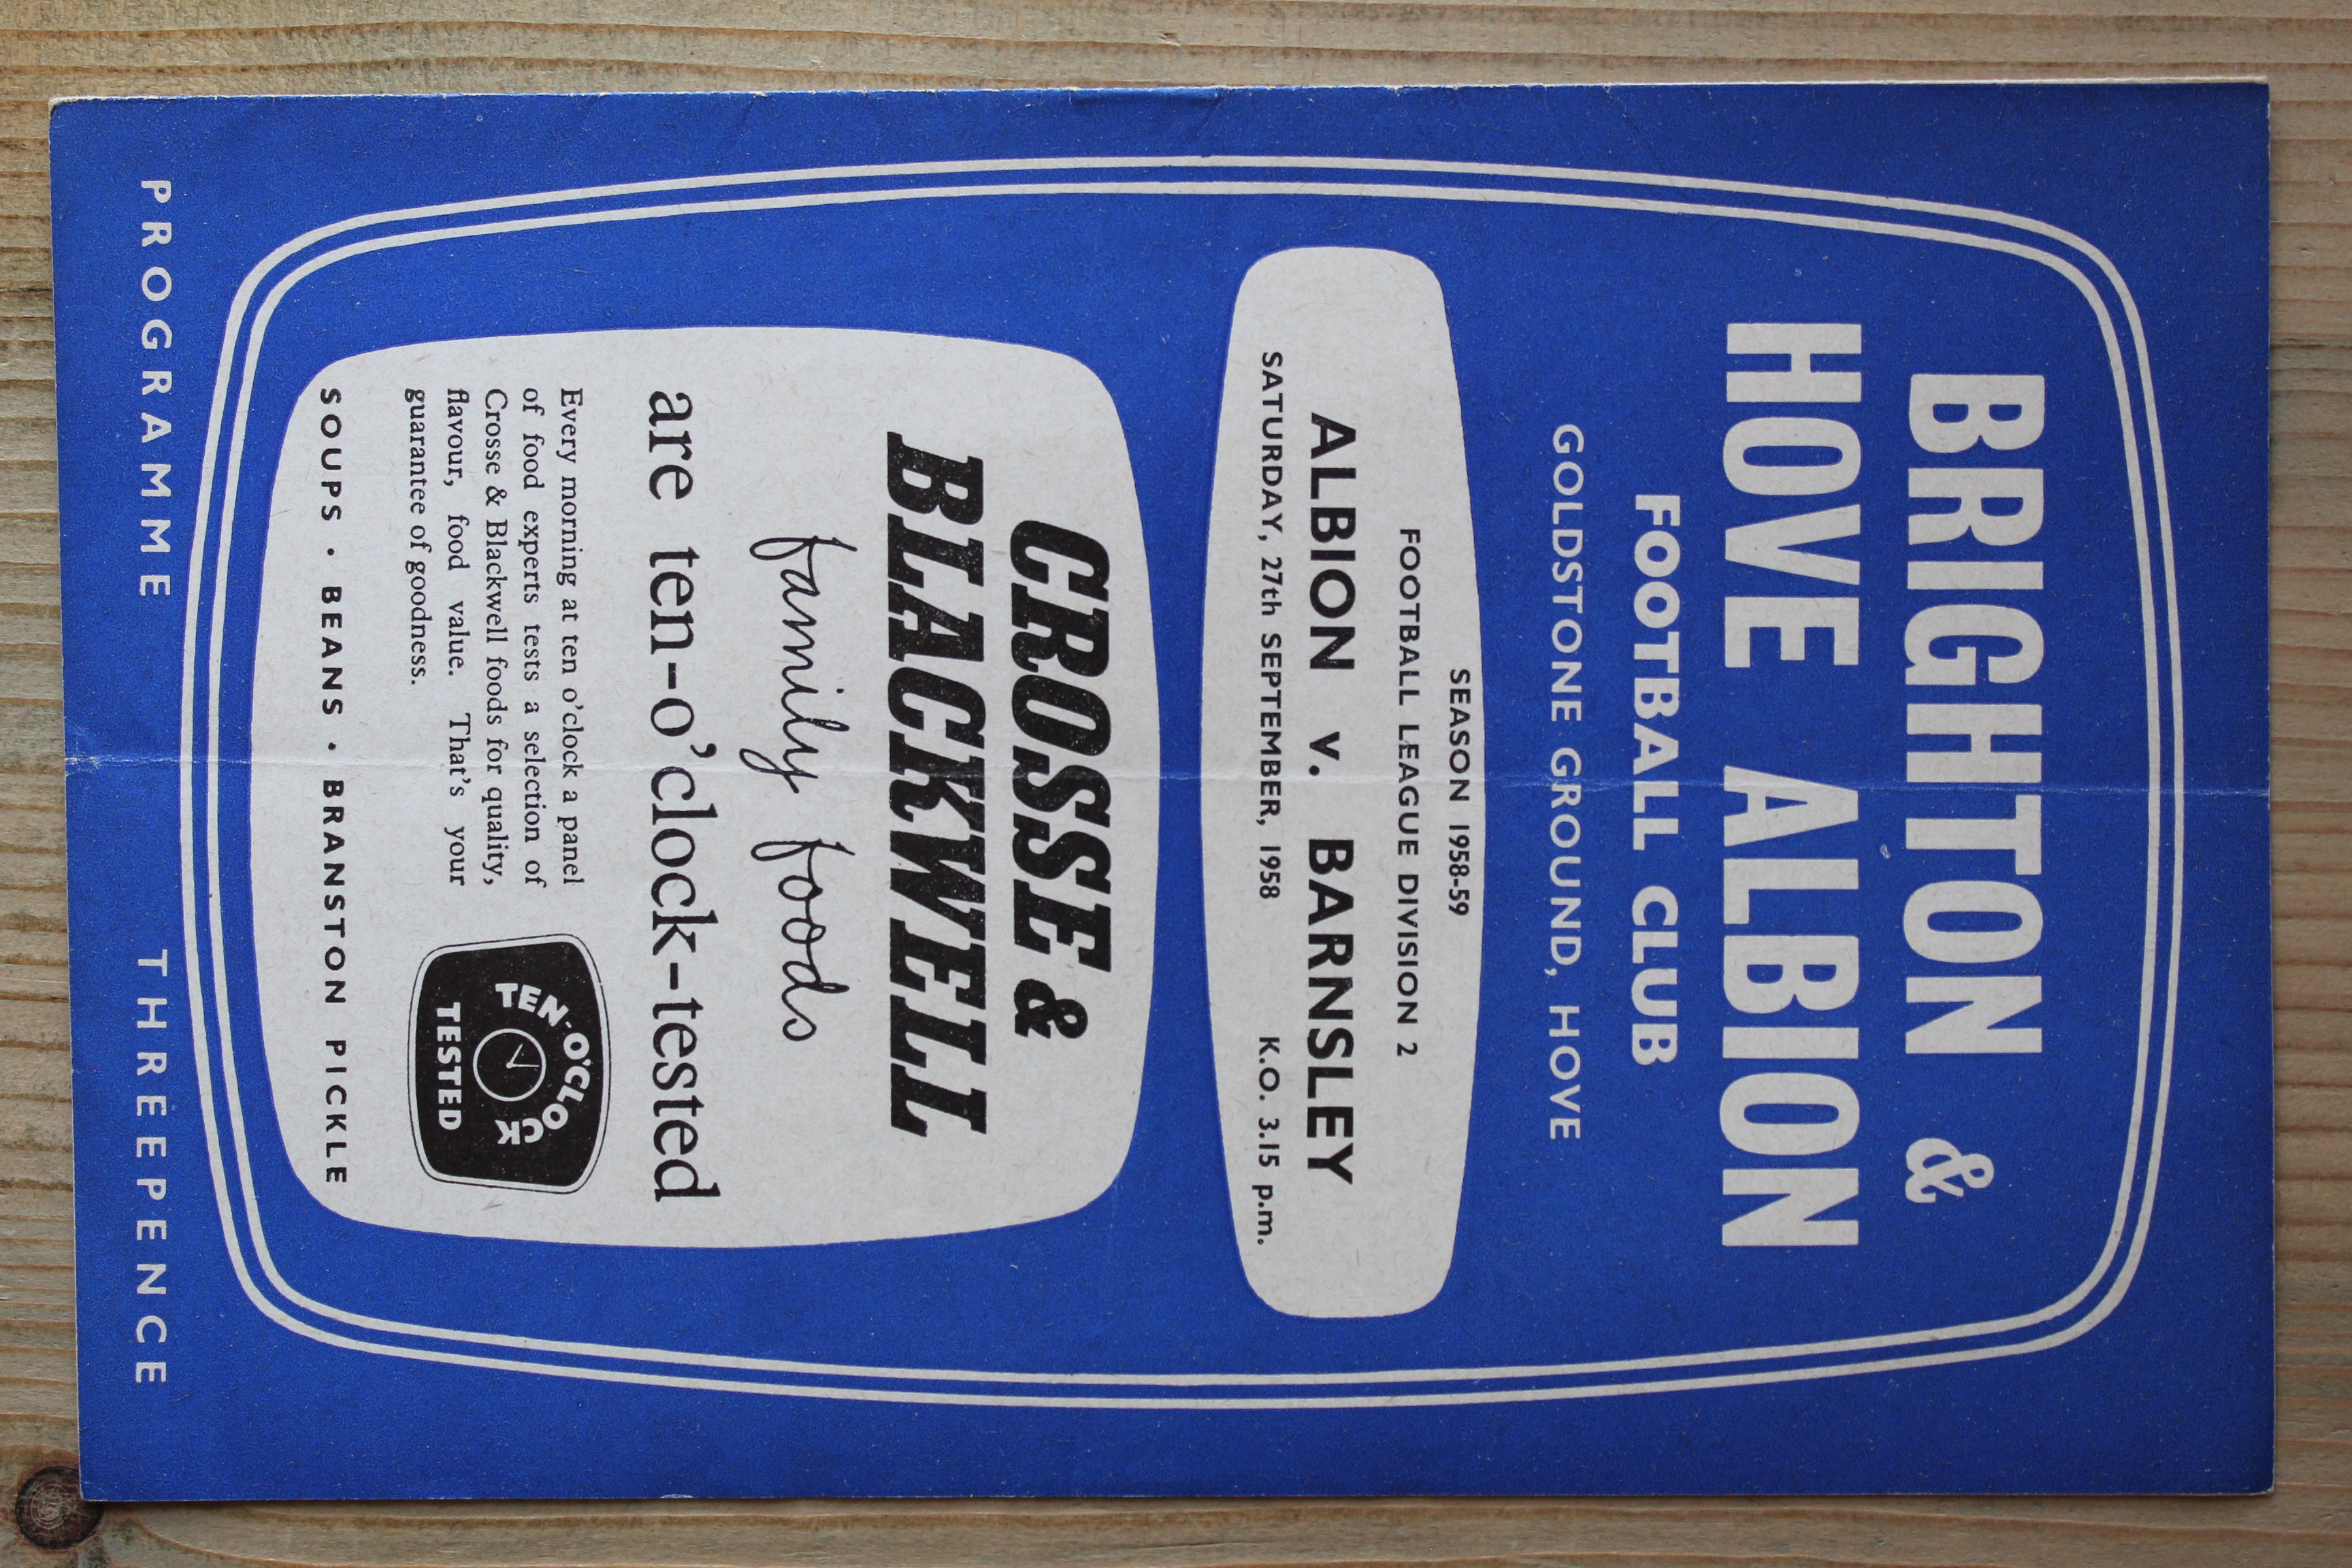 BRIGHTON &
HOVE ALBION
FOOTBALL CLUB
GOLDSTONE GROUND, HOVE
SEASON 1958-59
FOOTBALL LEAGUE DIVISION 2
ALBION v. BARNSLEY
SATURDAY, 27th SEPTEMBER, 1958 K.O. 3.15 p.m.
CROSSE &
BLACKWELL
family foods
are ten-o'clock-tested
Every morning at ten o'clock a panel
of food experts tests a selection of
Crosse & Blackwell foods for quality,
flavour, food value. That's your
guarantee of goodness.
TEN-O'CLOCK
TESTED
SOUPS · BEANS · BRANSTON PICKLE
PROGRAMME THREEPENCE